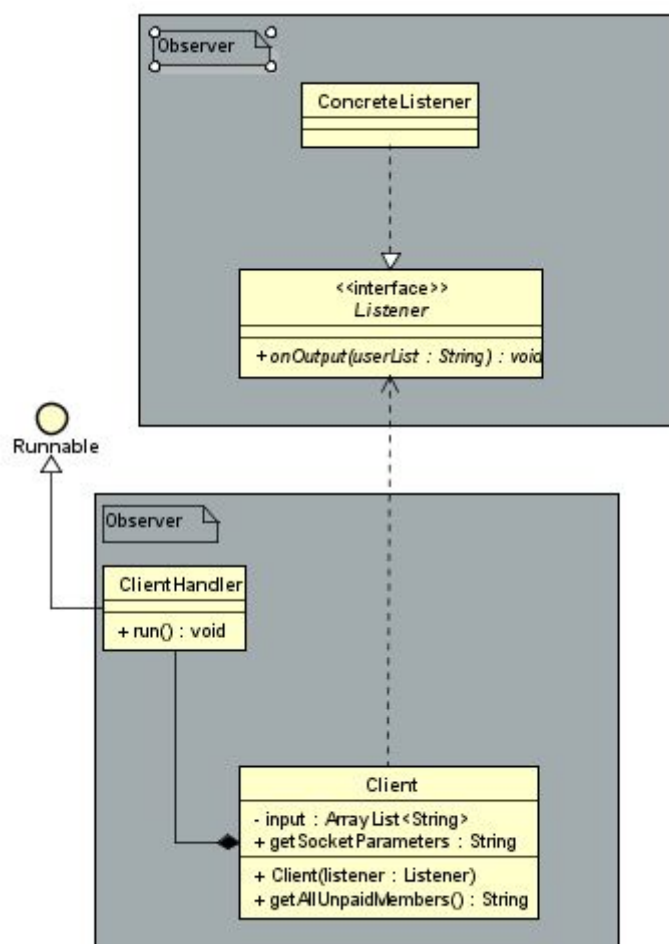 Observer
ConcreteListener
<<interface>>
Listener
+ onOutput(userList : String) : void
Runnable
Observer
ClientHandler
+ run() : void
Client
- input : ArrayList<String>
+ getSocketParameters : String
+ Client(listener : Listener)
+ getAllUnpaidMembers() : String